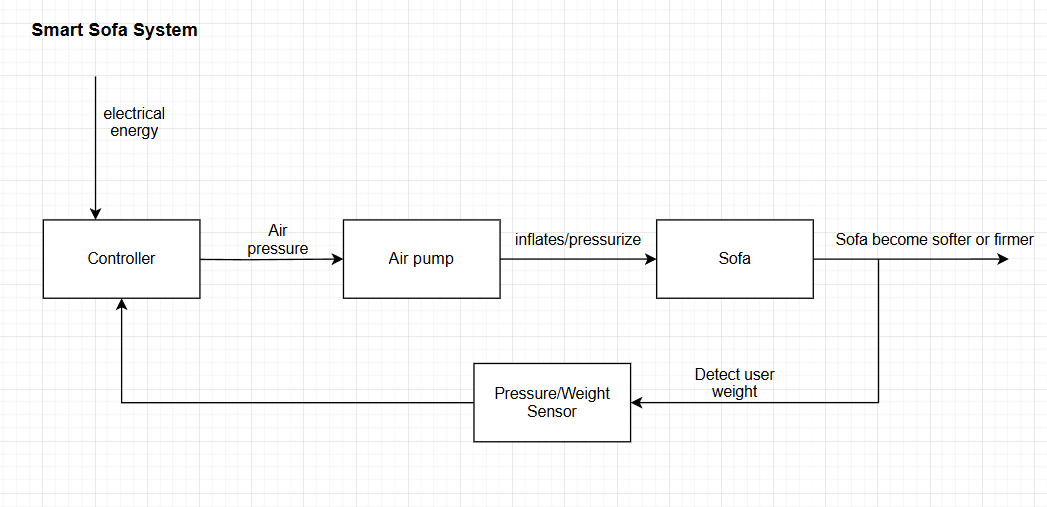 Smart Sofa System
electrical
energy
Controller
Air
pressure
Air pump
inflates/pressurize
Sofa
Sofa become softer or firmer
Pressure/Weight
Sensor
Detect user
weight